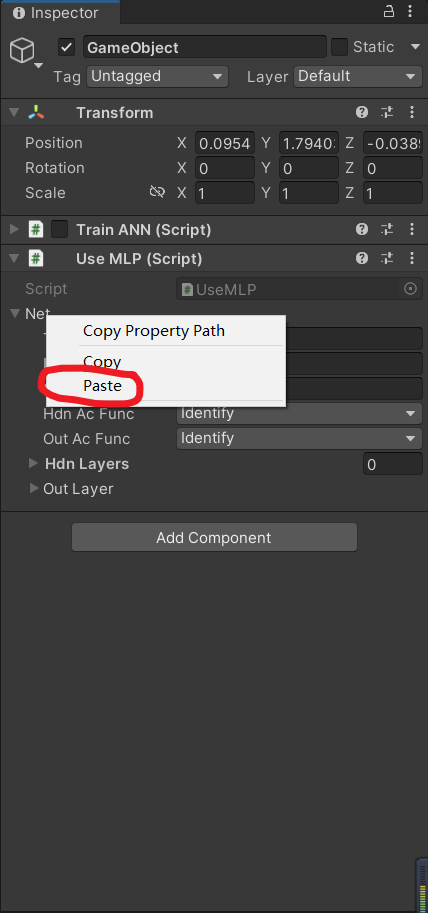 Inspector
GameObject
Static
Tag Untagged Layer Default
Transform
Position X 0.0954 Y 1.7940 Z -0.038
Rotation X 0 Y 0 Z 0
Scale X 1 Y 1 Z 1
# Train ANN (Script)
# Use MLP (Script)
Script # UseMLP
Net
Copy Property Path
Copy
Paste
Hdn Ac Func Identify
Out Ac Func Identify
Hdn Layers 0
Out Layer
Add Component